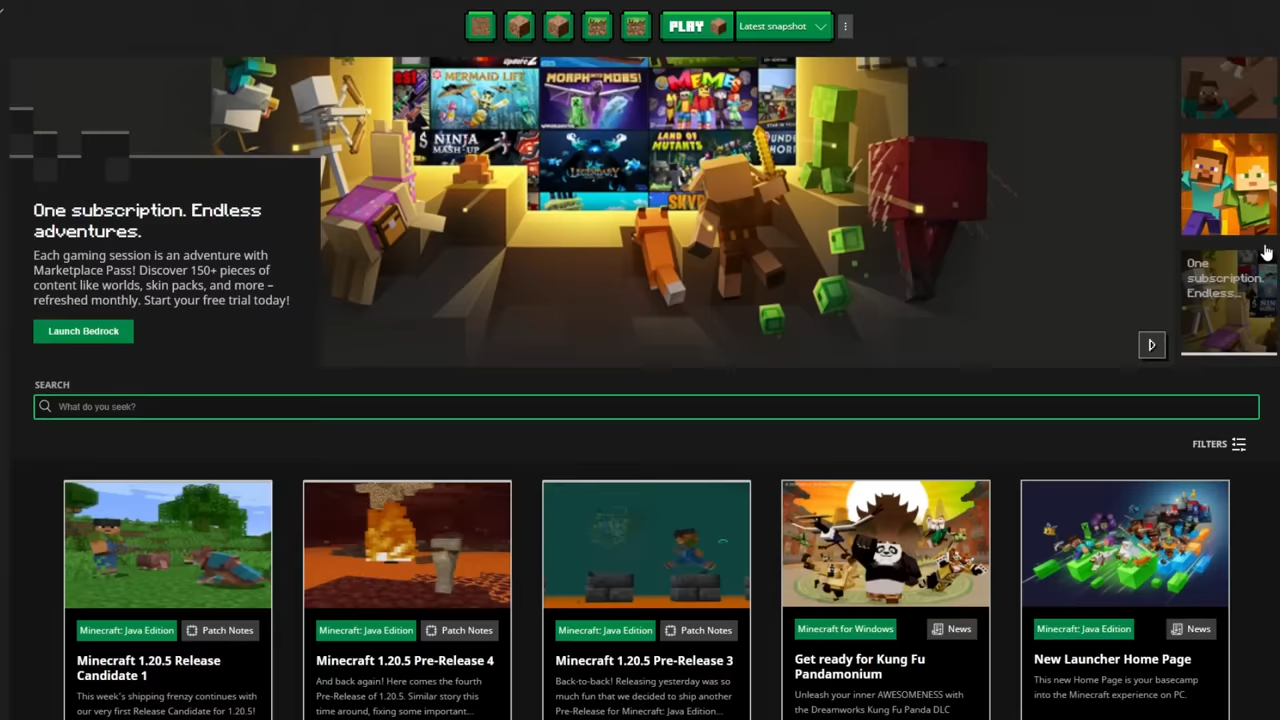 PLAY
Latest snapshot
Update 2
MERMAID LIFE
MORPH MOBS!
MEMES
NINJA
MASH-UP
LEGENDARY
LAND OF
MUTANTS
One subscription. Endless
adventures.
Each gaming session is an adventure with
Marketplace Pass! Discover 150+ pieces of
content like worlds, skin packs, and more –
refreshed monthly. Start your free trial today!
Launch Bedrock
One
subscription.
Endless...
SEARCH
What do you seek?
FILTERS
Minecraft: Java Edition
Patch Notes
Minecraft 1.20.5 Release
Candidate 1
This week's shipping frenzy continues with
our very first Release Candidate for 1.20.5!
Minecraft: Java Edition
Patch Notes
Minecraft 1.20.5 Pre-Release 4
And back again! Here comes the fourth
Pre-Release of 1.20.5. Similar story this
time around, fixing some important...
Minecraft: Java Edition
Patch Notes
Minecraft 1.20.5 Pre-Release 3
Back-to-back! Releasing yesterday was so
much fun that we decided to ship another
Pre-Release for Minecraft: Java Edition...
Minecraft for Windows
News
Get ready for Kung Fu
Pandamonium
Unleash your inner AWESOMENESS with
the Dreamworks Kung Fu Panda DLC
Minecraft: Java Edition
News
New Launcher Home Page
This new Home Page is your basecamp
into the Minecraft experience on PC.